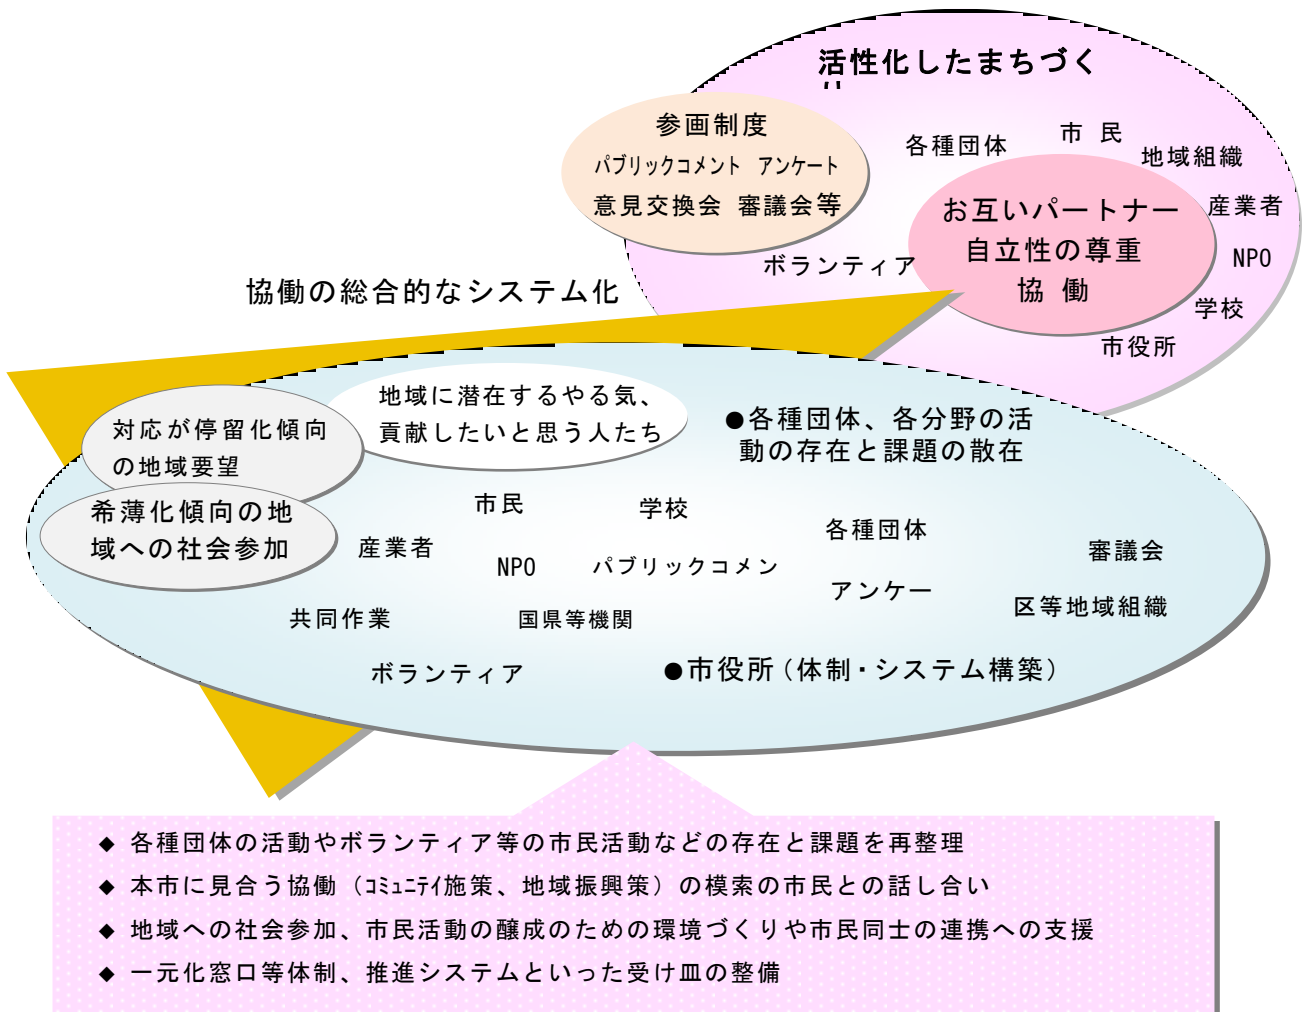 活性化したまちづく
参画制度
パブリックコメント アンケート
意見交換会 審議会等
各種団体
市 民
地域組織
産業者
NPO
学校
市役所
ボランティア
お互いパートナー
自立性の尊重
協 働
協働の総合的なシステム化
対応が停留化傾向
の地域要望
希薄化傾向の地
域への社会参加
地域に潜在するやる気、
貢献したいと思う人たち
●各種団体、各分野の活
動の存在と課題の散在
市民
学校
各種団体
産業者
NPO
パブリックコメン
審議会
アンケー
区等地域組織
共同作業
国県等機関
ボランティア
●市役所(体制・システム構築)
◆ 各種団体の活動やボランティア等の市民活動などの存在と課題を再整理
◆ 本市に見合う協働（ｺﾐｭﾆﾃｲ施策、地域振興策）の模索の市民との話し合い
◆ 地域への社会参加、市民活動の醸成のための環境づくりや市民同士の連携への支援
◆ 一元化窓口等体制、推進システムといった受け皿の整備